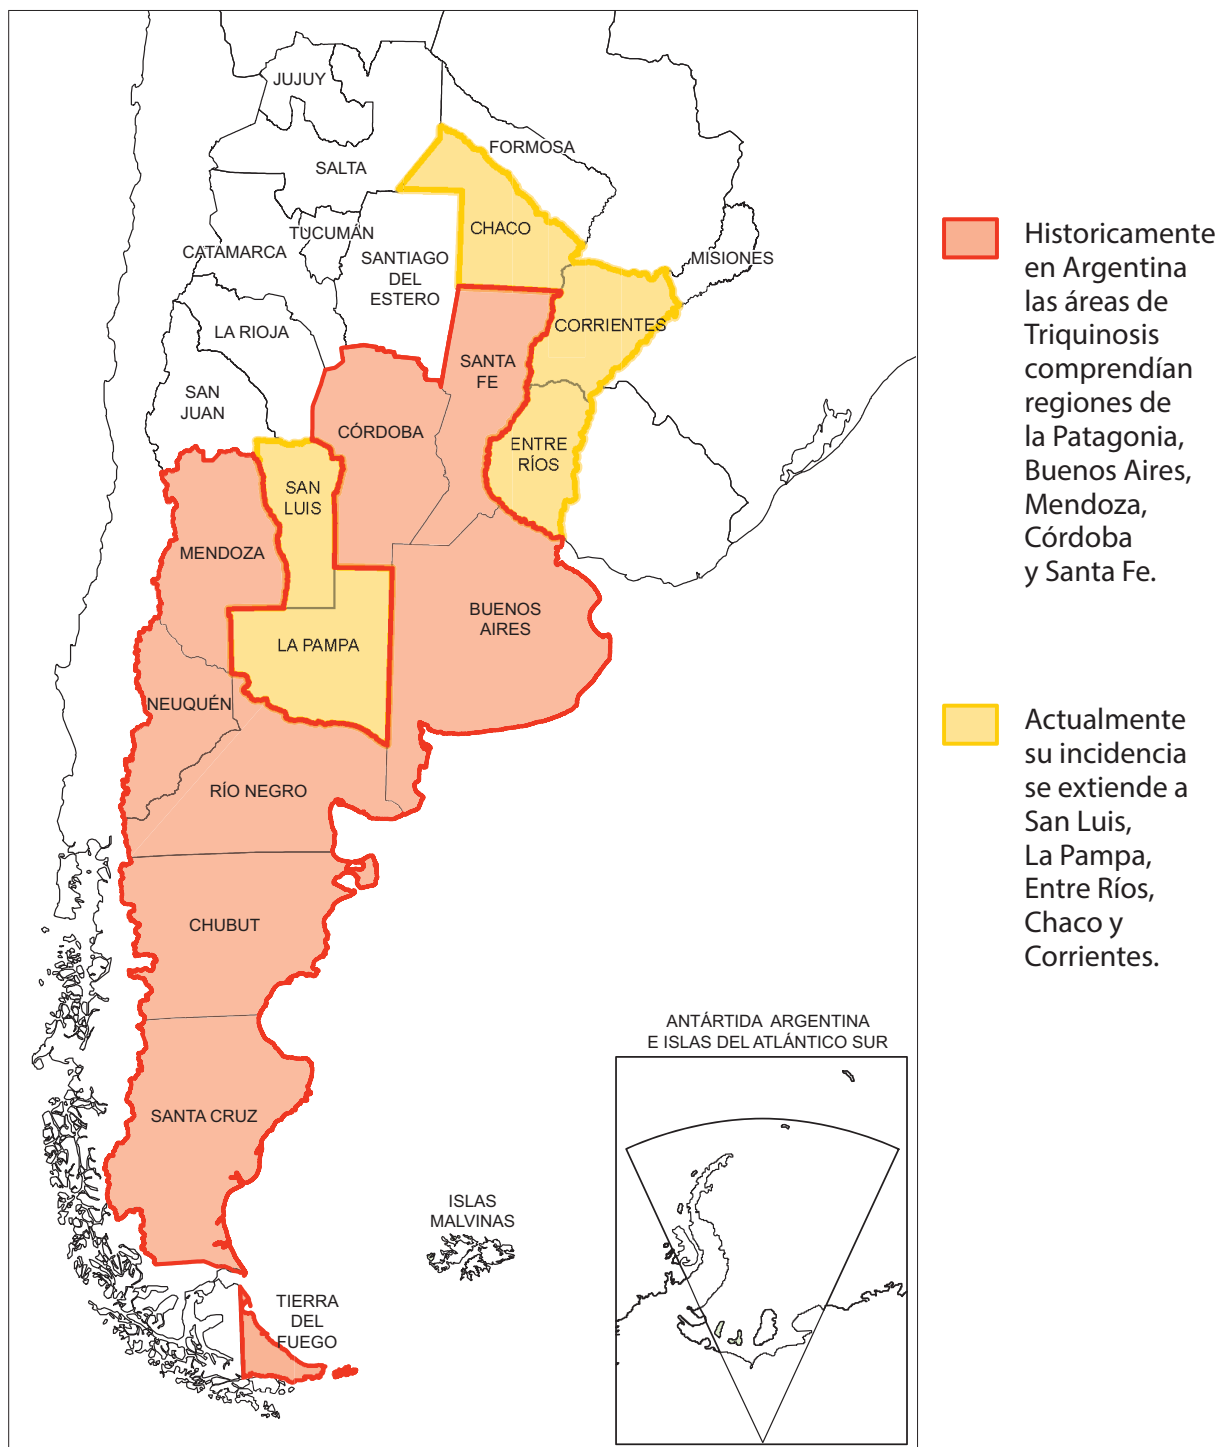 JUJUY
FORMOSA
SALTA
CHACO
TUCUMÁN
CATAMARCA
SANTIAGO
DEL
ESTERO
MISIONES
LA RIOJA
CORRIENTES
SANTA
FE
SAN
JUAN
CÓRDOBA
ENTRE
RÍOS
SAN
LUIS
MENDOZA
BUENOS
AIRES
LA PAMPA
NEUQUÉN
RÍO NEGRO
CHUBUT
SANTA CRUZ
ISLAS
MALVINAS
TIERRA
DEL
FUEGO
ANTÁRTIDA ARGENTINA
E ISLAS DEL ATLÁNTICO SUR
Historicamente
en Argentina
las áreas de
Triquinosis
comprendían
regiones de
la Patagonia,
Buenos Aires,
Mendoza,
Córdoba
y Santa Fe.
Actualmente
su incidencia
se extiende a
San Luis,
La Pampa,
Entre Ríos,
Chaco y
Corrientes.